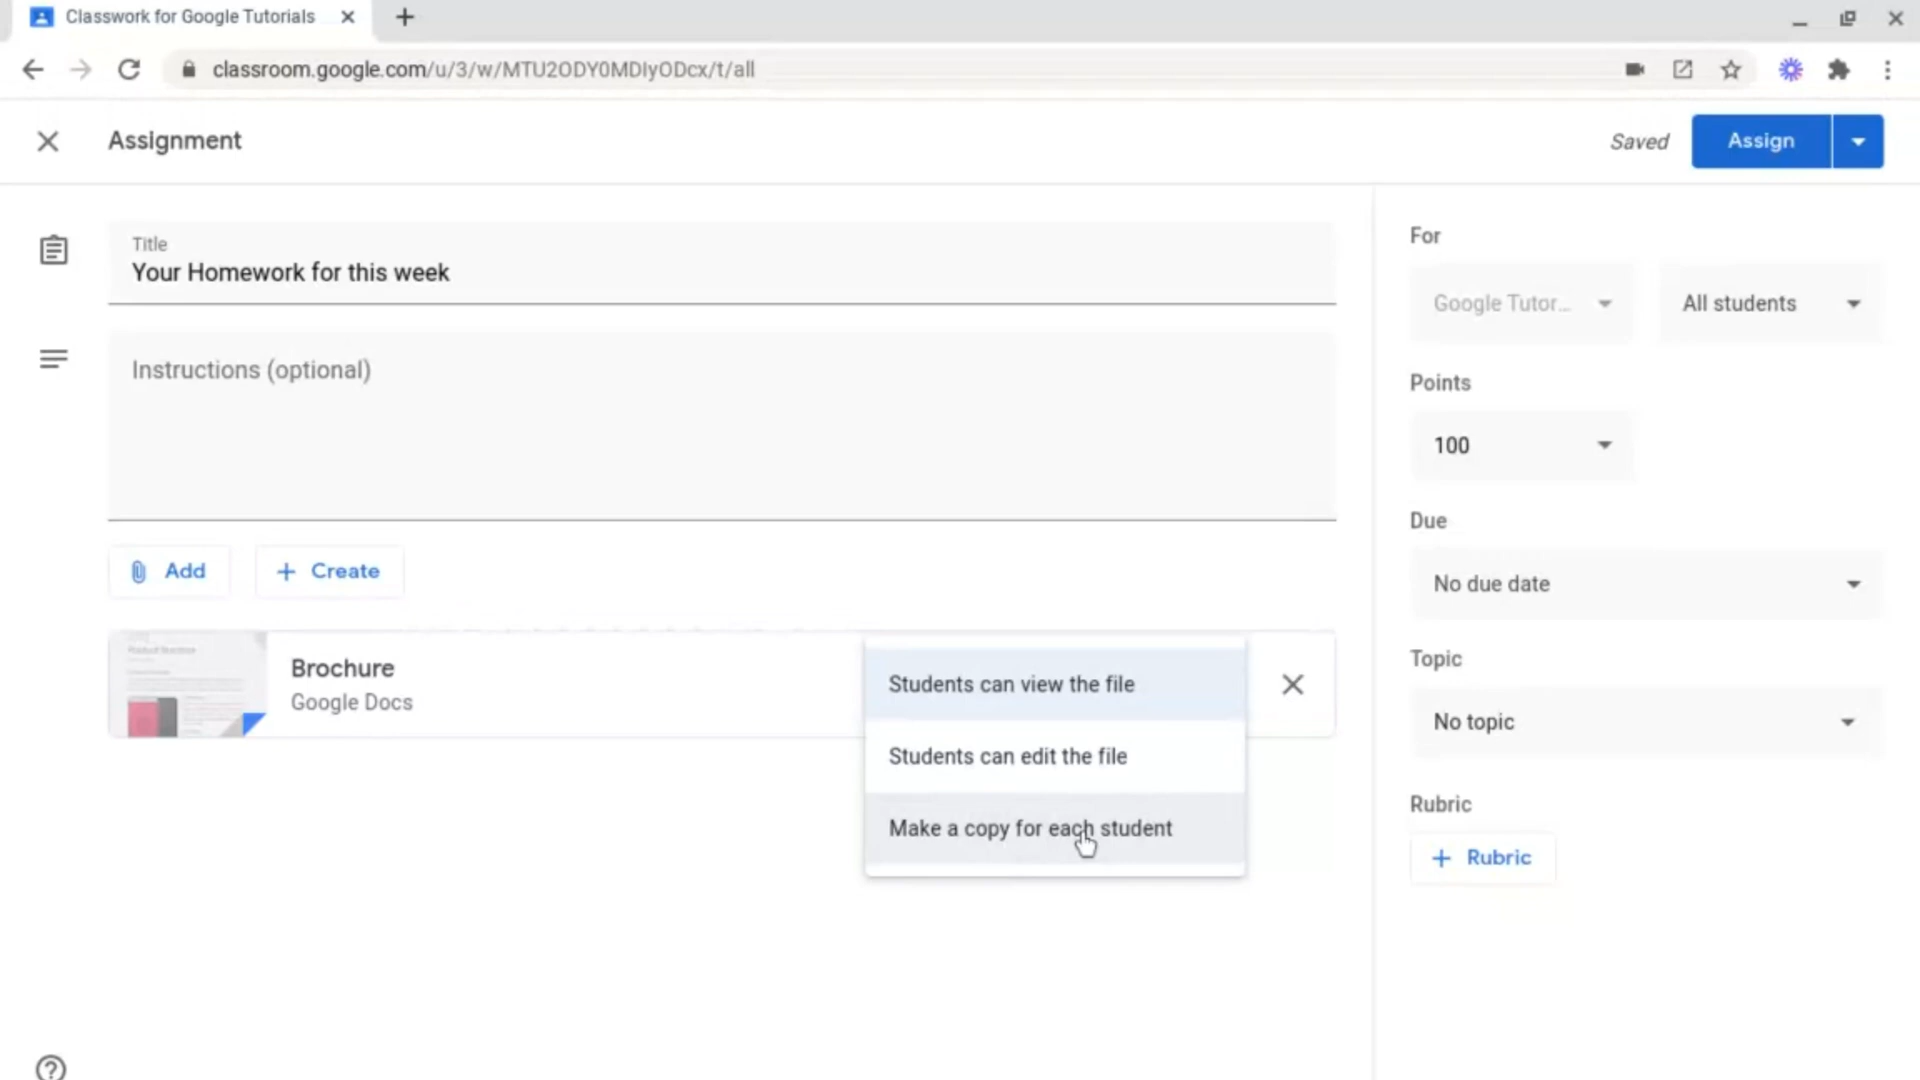 Classwork for Google Tutorials
classroom.google.com/u/3/w/MTU2ODY0MDIyODcx/t/all
Assignment
Saved
Assign
Title
Your Homework for this week
Instructions (optional)
Add
Create
Brochure
Google Docs
Students can view the file
Students can edit the file
Make a copy for each student
For
Google Tutor...
All students
Points
100
Due
No due date
Topic
No topic
Rubric
Rubric